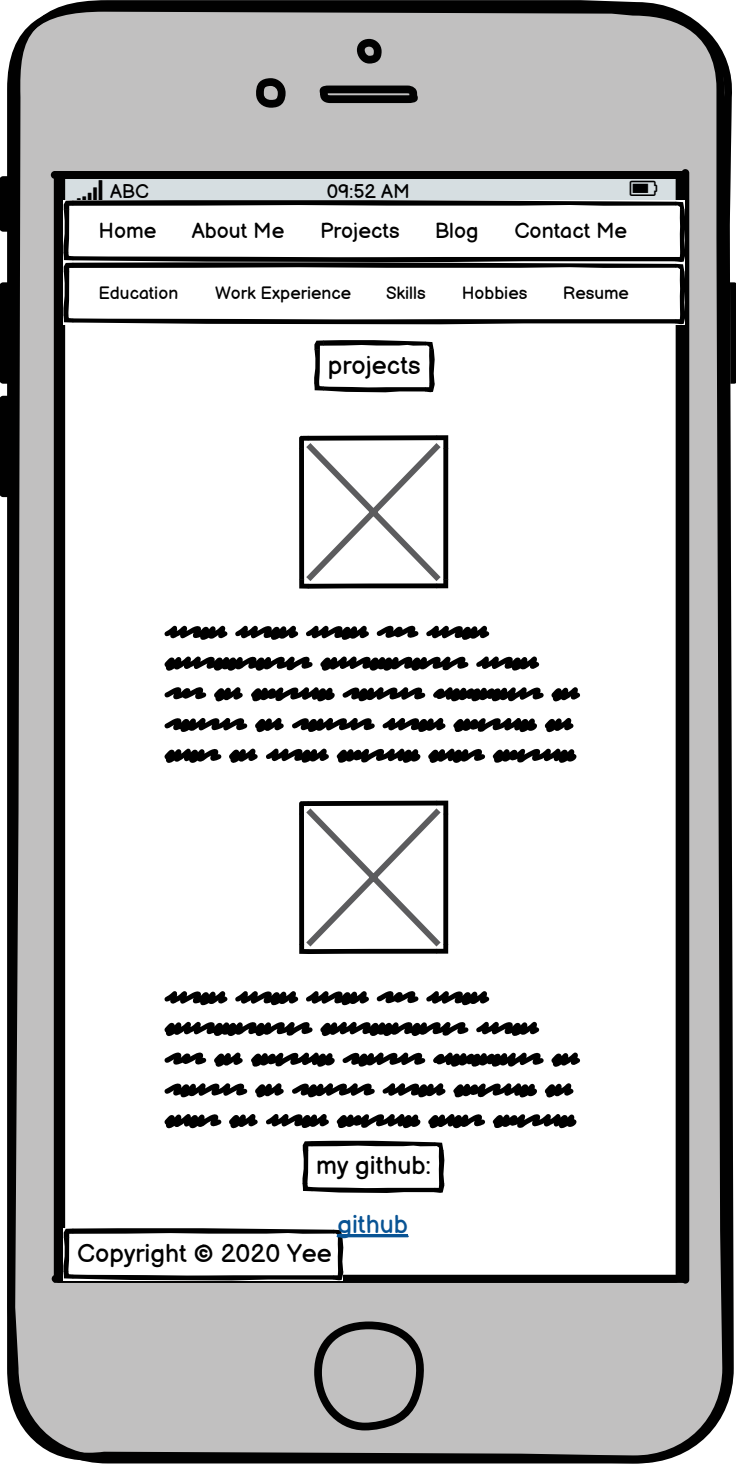 ABC 09:52 AM
Home About Me Projects Blog Contact Me
Education Work Experience Skills Hobbies Resume
projects
my github:
github
Copyright © 2020 Yee